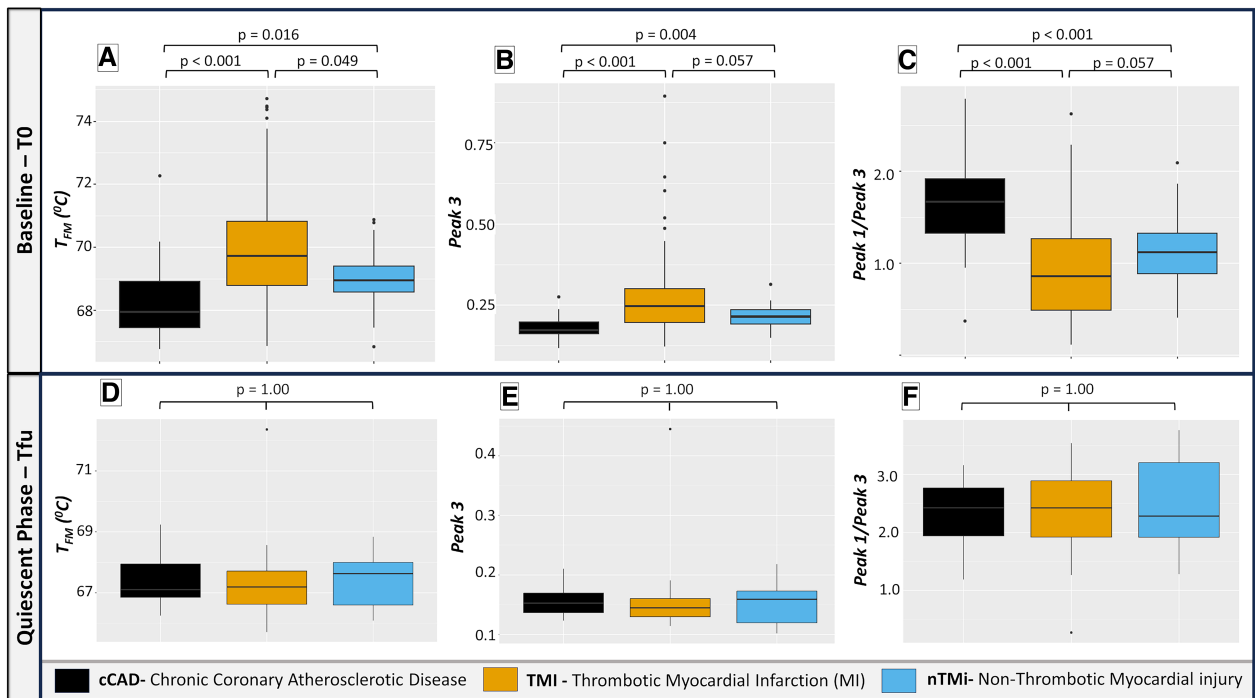 Baseline – T0
A
p = 0.016
p < 0.001
p = 0.049
T_FM (⁰C)
74
72
70
68
B
p = 0.004
p < 0.001
p = 0.057
Peak 3
0.75
0.50
0.25
C
p < 0.001
p < 0.001
p = 0.057
Peak 1/Peak 3
2.0
1.0
Quiescent Phase – Tfu
D
p = 1.00
T_FM (⁰C)
71
69
67
E
p = 1.00
Peak 3
0.4
0.3
0.2
0.1
F
p = 1.00
Peak 1/Peak 3
3.0
2.0
1.0
cCAD- Chronic Coronary Atherosclerotic Disease
TMI - Thrombotic Myocardial Infarction (MI)
nTMi- Non-Thrombotic Myocardial injury